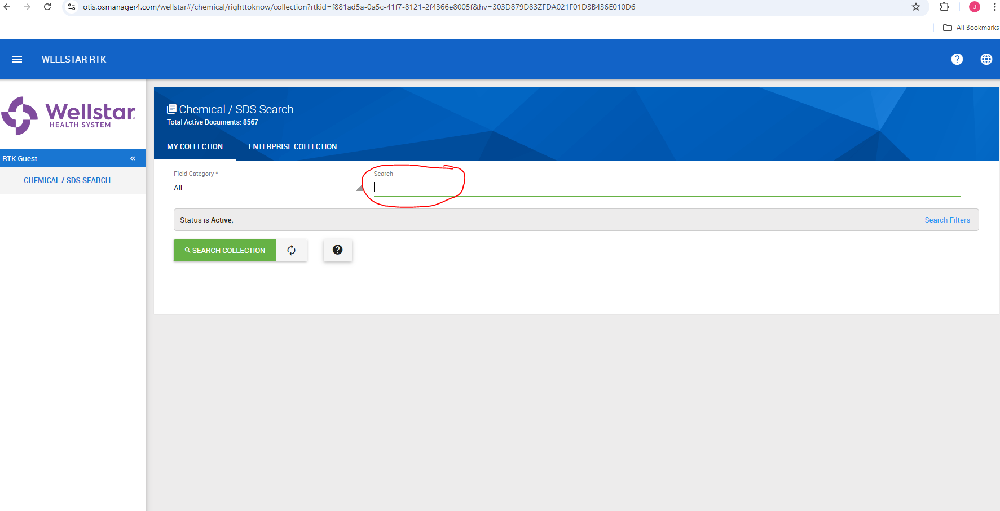 otis.osmanager4.com/wellstar#/chemical/righttoknow/collection?rtkid=f881ad5a-0a5c-41f7-8121-2f4366e8005f&hv=303D879D83ZFDA021F01D3B436E010D6
J
All Bookmarks
WELLSTAR RTK
?
Wellstar
HEALTH SYSTEM
Chemical / SDS Search
Total Active Documents: 8567
MY COLLECTION ENTERPRISE COLLECTION
RTK Guest «
CHEMICAL / SDS SEARCH
Field Category * Search
All
Status is Active; Search Filters
SEARCH COLLECTION ?